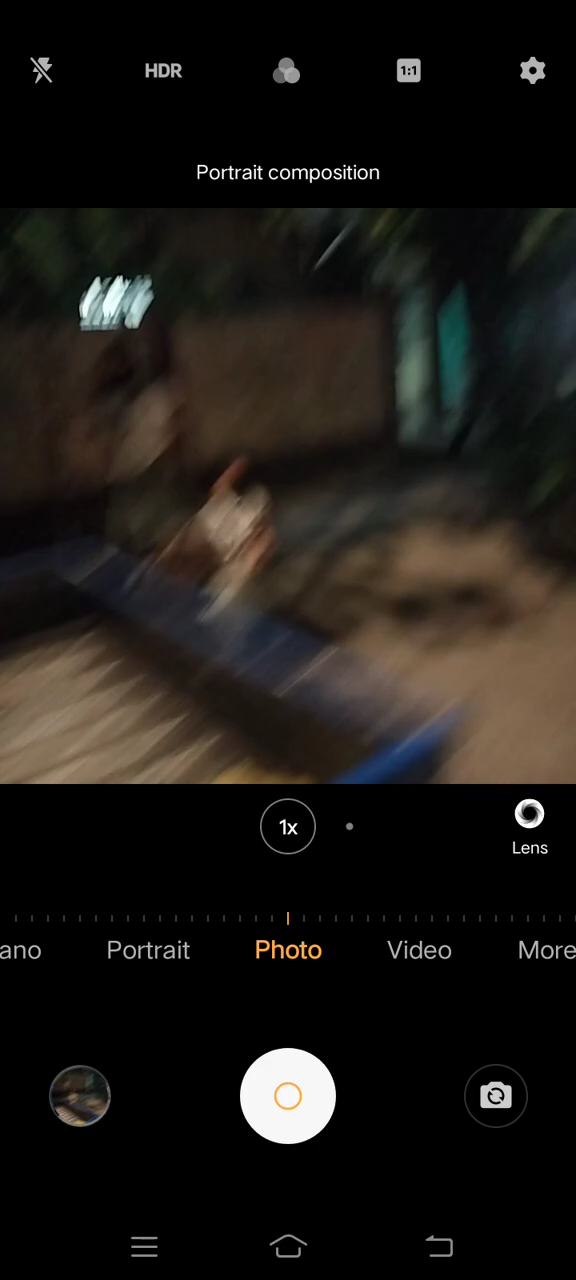 HDR
1:1
Portrait composition
1x
Lens
ano Portrait Photo Video More